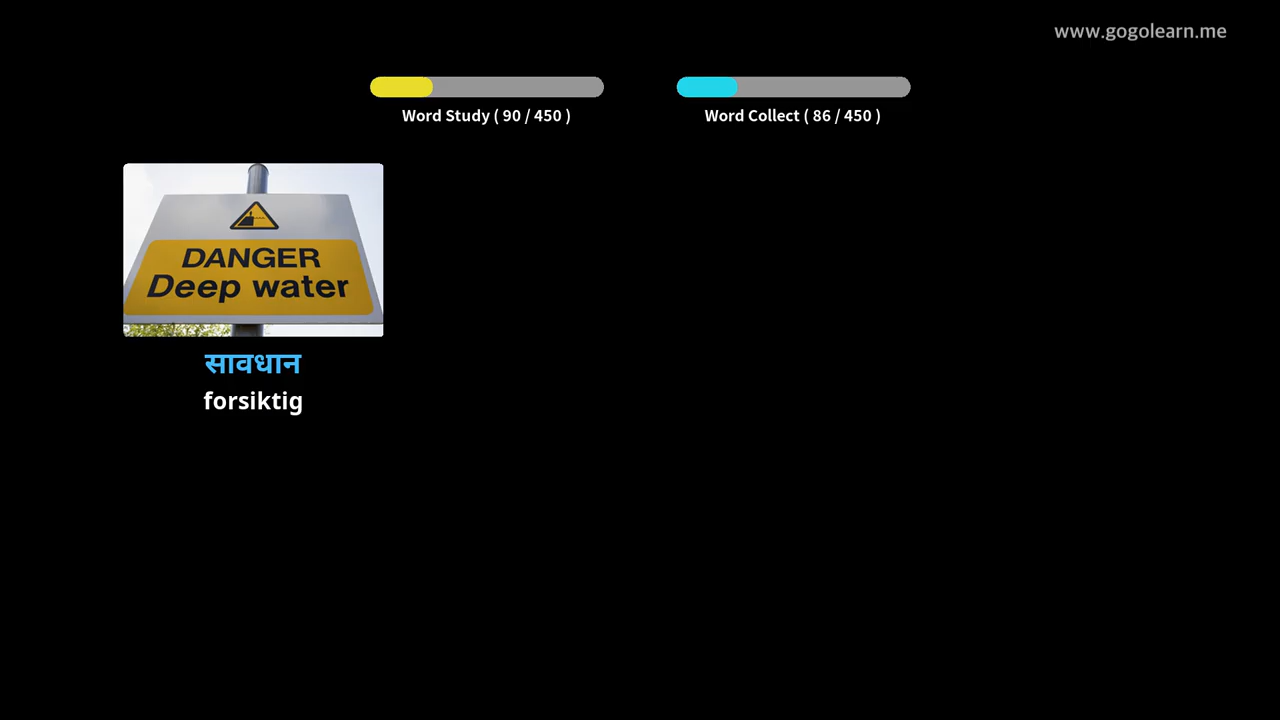 www.gogolearn.me
Word Study ( 90 / 450 )
Word Collect ( 86 / 450 )
DANGER
Deep water
सावधान
forsiktig